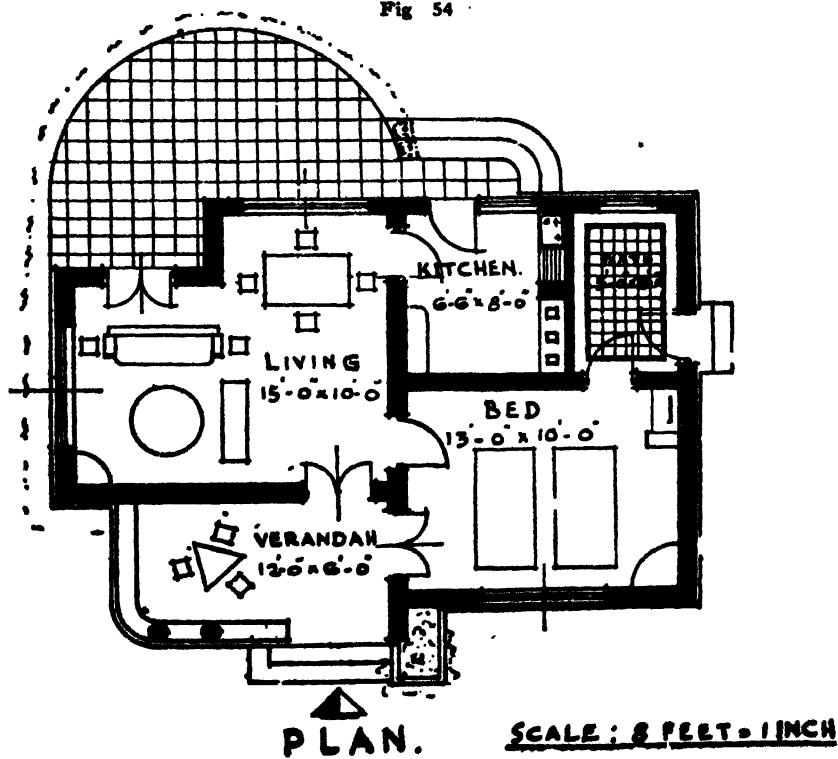 Fig 54
KITCHEN.
6'-6" x 8'-0"
LIVING
15'-0" x 10'-0"
BED
13'-0" x 10'-0"
VERANDAH
12'-0" x 6'-0"
PLAN.
SCALE : 8 FEET = 1 INCH